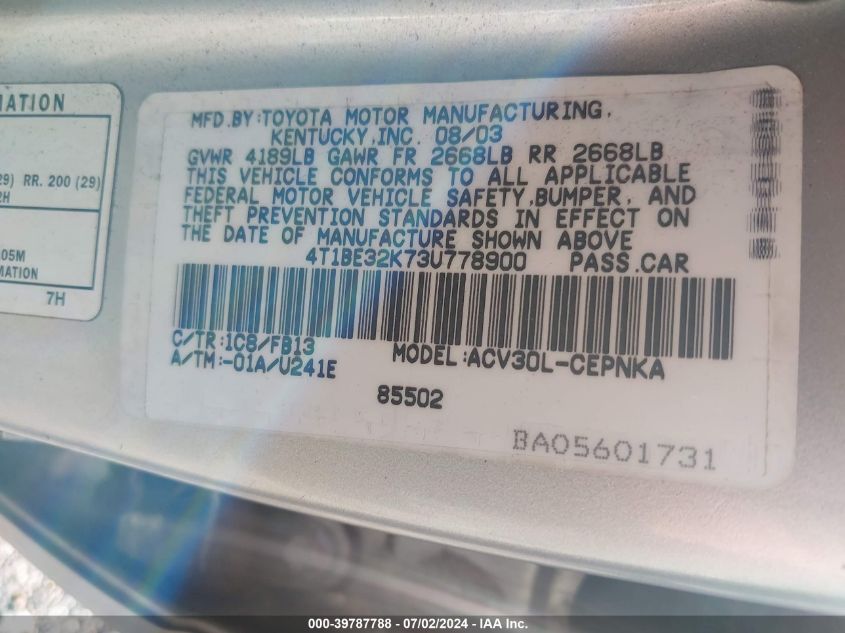 MATION
29) RR. 200 (29)
2H
05M
MATION
7H
MFD.BY:TOYOTA MOTOR MANUFACTURING,
KENTUCKY,INC. 08/03
GVWR 4189LB GAWR FR 2668LB RR 2668LB
THIS VEHICLE CONFORMS TO ALL APPLICABLE
FEDERAL MOTOR VEHICLE SAFETY,BUMPER, AND
THEFT PREVENTION STANDARDS IN EFFECT ON
THE DATE OF MANUFACTURE SHOWN ABOVE
4T1BE32K73U778900 PASS.CAR
C/TR:1C8/FB13
A/TM:-01A/U241E
MODEL:ACV30L-CEPNKA
85502
BA05601731
000-39787788 - 07/02/2024 - IAA Inc.